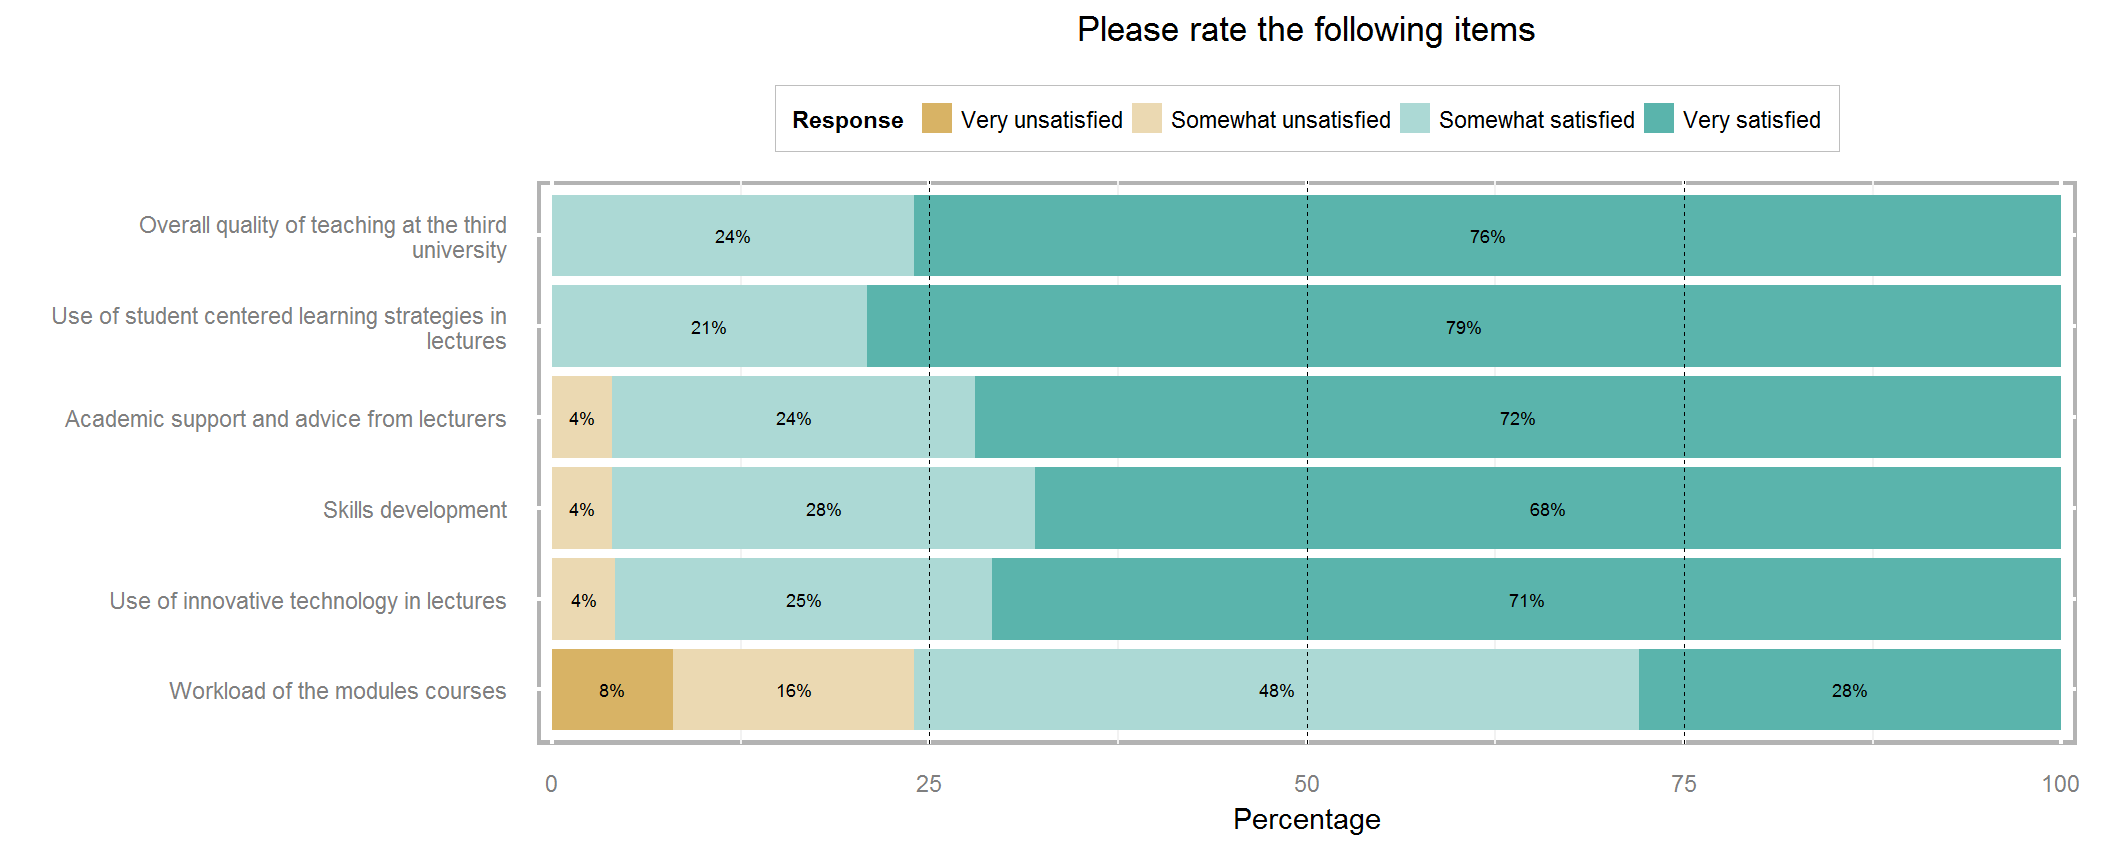 Please rate the following items
Response Very unsatisfied Somewhat unsatisfied Somewhat satisfied Very satisfied
Overall quality of teaching at the third
university
24% 76%
Use of student centered learning strategies in
lectures
21% 79%
Academic support and advice from lecturers
4% 24% 72%
Skills development
4% 28% 68%
Use of innovative technology in lectures
4% 25% 71%
Workload of the modules courses
8% 16% 48% 28%
0 25 50 75 100
Percentage